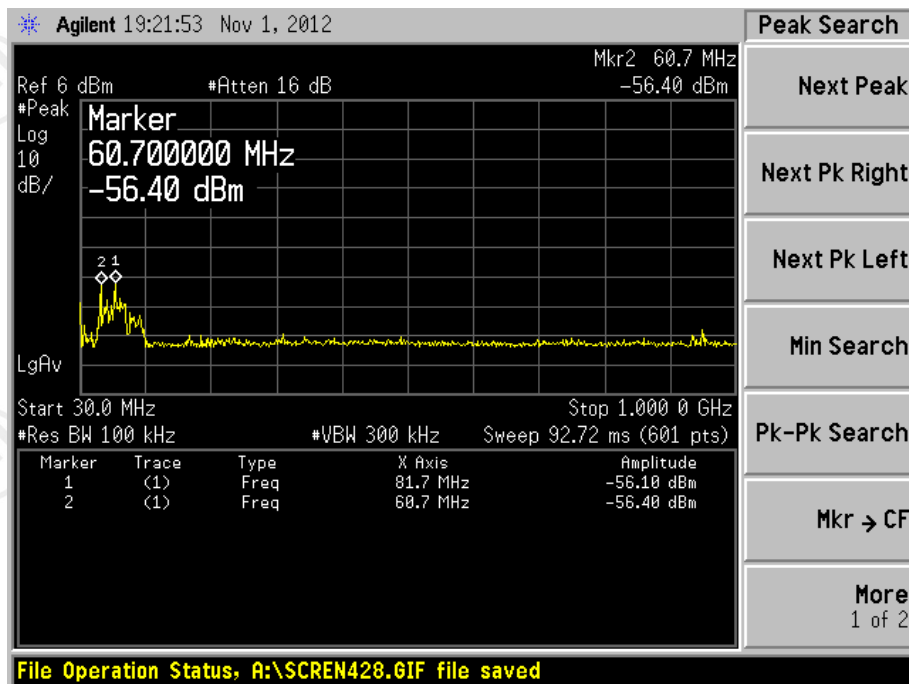 Agilent 19:21:53 Nov 1, 2012
Peak Search
Mkr2 60.7 MHz
Ref 6 dBm #Atten 16 dB -56.40 dBm
#Peak
Log
10
dB/
Marker
60.700000 MHz
-56.40 dBm
2 1
LgAv
Start 30.0 MHz Stop 1.000 0 GHz
#Res BW 100 kHz #VBW 300 kHz Sweep 92.72 ms (601 pts)
Marker Trace Type X Axis Amplitude
1 (1) Freq 81.7 MHz -56.10 dBm
2 (1) Freq 60.7 MHz -56.40 dBm
Next Peak
Next Pk Right
Next Pk Left
Min Search
Pk-Pk Search
Mkr → CF
More
1 of 2
File Operation Status, A:\SCREN428.GIF file saved